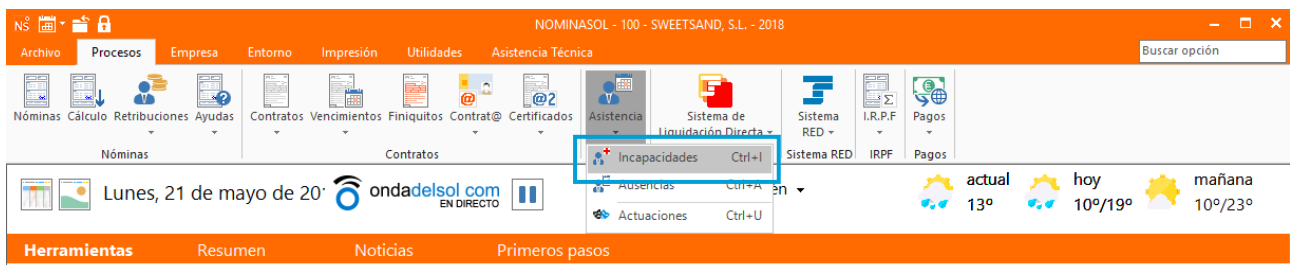 NS
NOMINASOL - 100 - SWEETSAND, S.L. - 2018
Archivo Procesos Empresa Entorno Impresión Utilidades Asistencia Técnica Buscar opción
Nóminas Cálculo Retribuciones Ayudas Contratos Vencimientos Finiquitos Contrat@ Certificados Asistencia Sistema de Liquidación Directa Sistema RED I.R.P.F Pagos
Nóminas Contratos Sistema RED IRPF Pagos
Incapacidades Ctrl+I
Ausencias Ctrl+A
Actuaciones Ctrl+U
Lunes, 21 de mayo de 20 ondadelsol com EN DIRECTO
actual hoy mañana
13º 10º/19º 10º/23º
Herramientas Resumen Noticias Primeros pasos